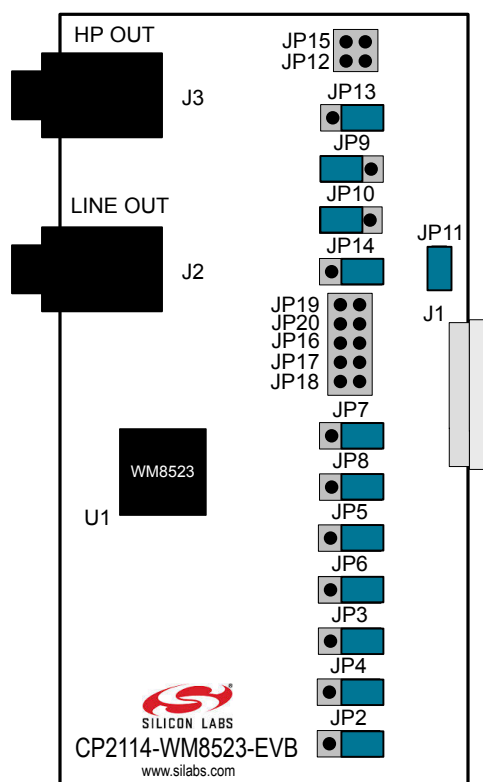 HP OUT
J3
LINE OUT
J2
JP15
JP12
JP13
JP9
JP10
JP14
JP11
J1
JP19
JP20
JP16
JP17
JP18
JP7
JP8
JP5
JP6
JP3
JP4
JP2
WM8523
U1
SILICON LABS
CP2114-WM8523-EVB
www.silabs.com